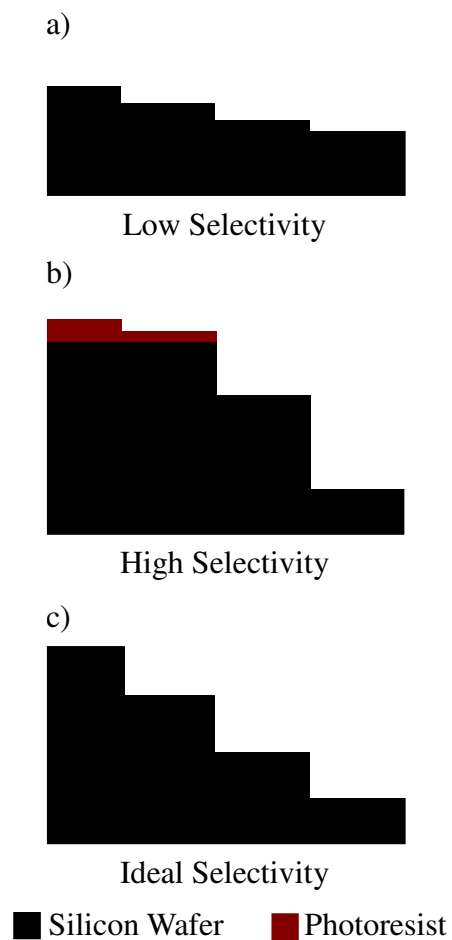 a)
Low Selectivity
b)
High Selectivity
c)
Ideal Selectivity
Silicon Wafer Photoresist